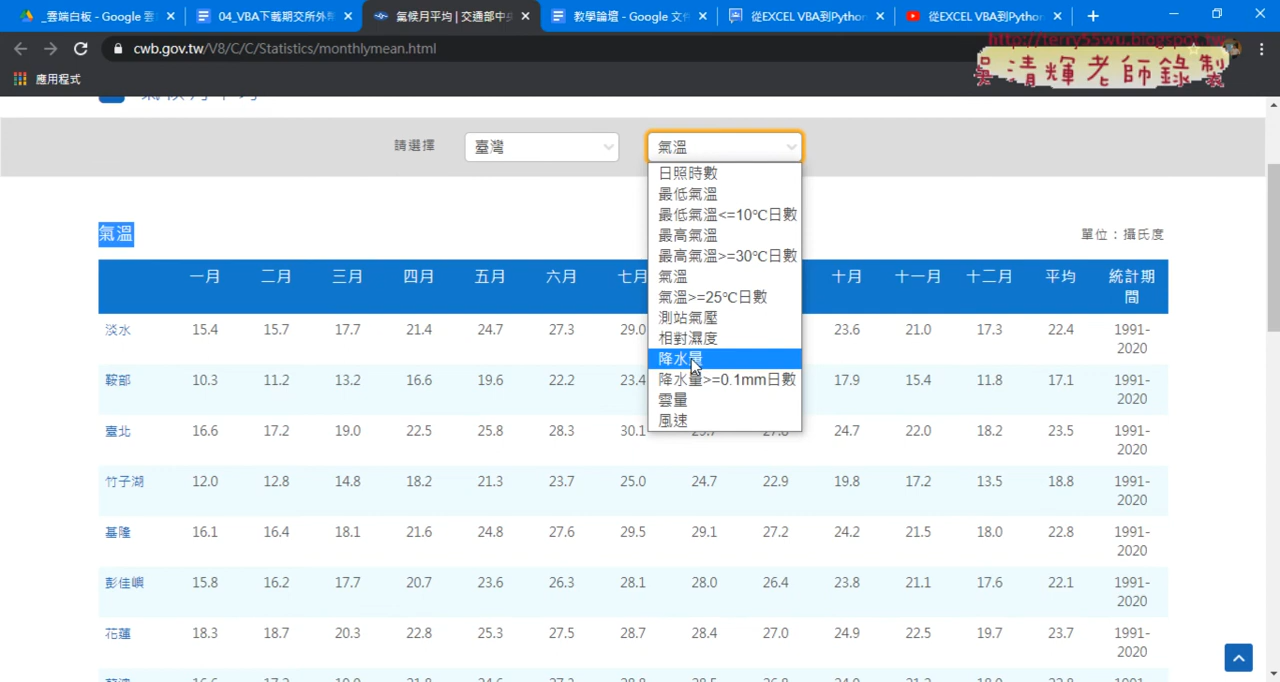 _雲端白板 - Google 雲
04_VBA下載期交所外幣
氣候月平均 | 交通部中央
教學論壇 - Google 文件
從EXCEL VBA到Python
從EXCEL VBA到Python
cwb.gov.tw/V8/C/C/Statistics/monthlymean.html
http://terry55wu.blogspot.tw
吳清輝老師錄製
應用程式
請選擇 臺灣 氣溫
日照時數
最低氣溫
最低氣溫<=10℃日數
最高氣溫
最高氣溫>=30℃日數
氣溫
氣溫>=25℃日數
測站氣壓
相對濕度
降水量
降水量>=0.1mm日數
雲量
風速
氣溫
單位：攝氏度
一月 二月 三月 四月 五月 六月 七月 十月 十一月 十二月 平均 統計期間
淡水 15.4 15.7 17.7 21.4 24.7 27.3 29.0 23.6 21.0 17.3 22.4 1991-2020
鞍部 10.3 11.2 13.2 16.6 19.6 22.2 23.4 17.9 15.4 11.8 17.1 1991-2020
臺北 16.6 17.2 19.0 22.5 25.8 28.3 30.1 24.7 22.0 18.2 23.5 1991-2020
竹子湖 12.0 12.8 14.8 18.2 21.3 23.7 25.0 24.7 22.9 19.8 17.2 13.5 18.8 1991-2020
基隆 16.1 16.4 18.1 21.6 24.8 27.6 29.5 29.1 27.2 24.2 21.5 18.0 22.8 1991-2020
彭佳嶼 15.8 16.2 17.7 20.7 23.6 26.3 28.1 28.0 26.4 23.8 21.1 17.6 22.1 1991-2020
花蓮 18.3 18.7 20.3 22.8 25.3 27.5 28.7 28.4 27.0 24.9 22.5 19.7 23.7 1991-2020